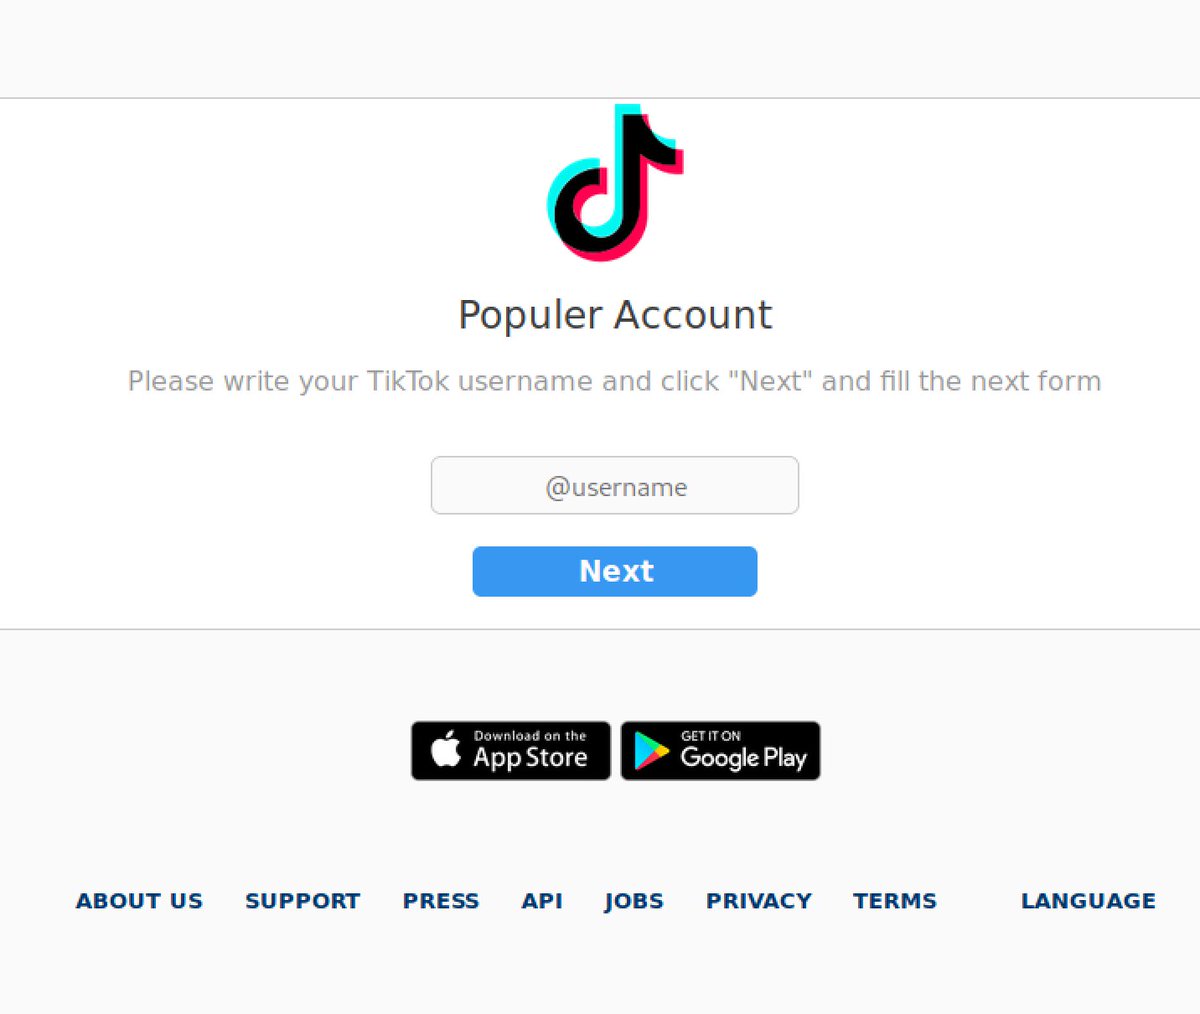 Populer Account
Please write your TikTok username and click "Next" and fill the next form
@username
Next
Download on the
App Store
GET IT ON
Google Play
ABOUT US SUPPORT PRESS API JOBS PRIVACY TERMS LANGUAGE